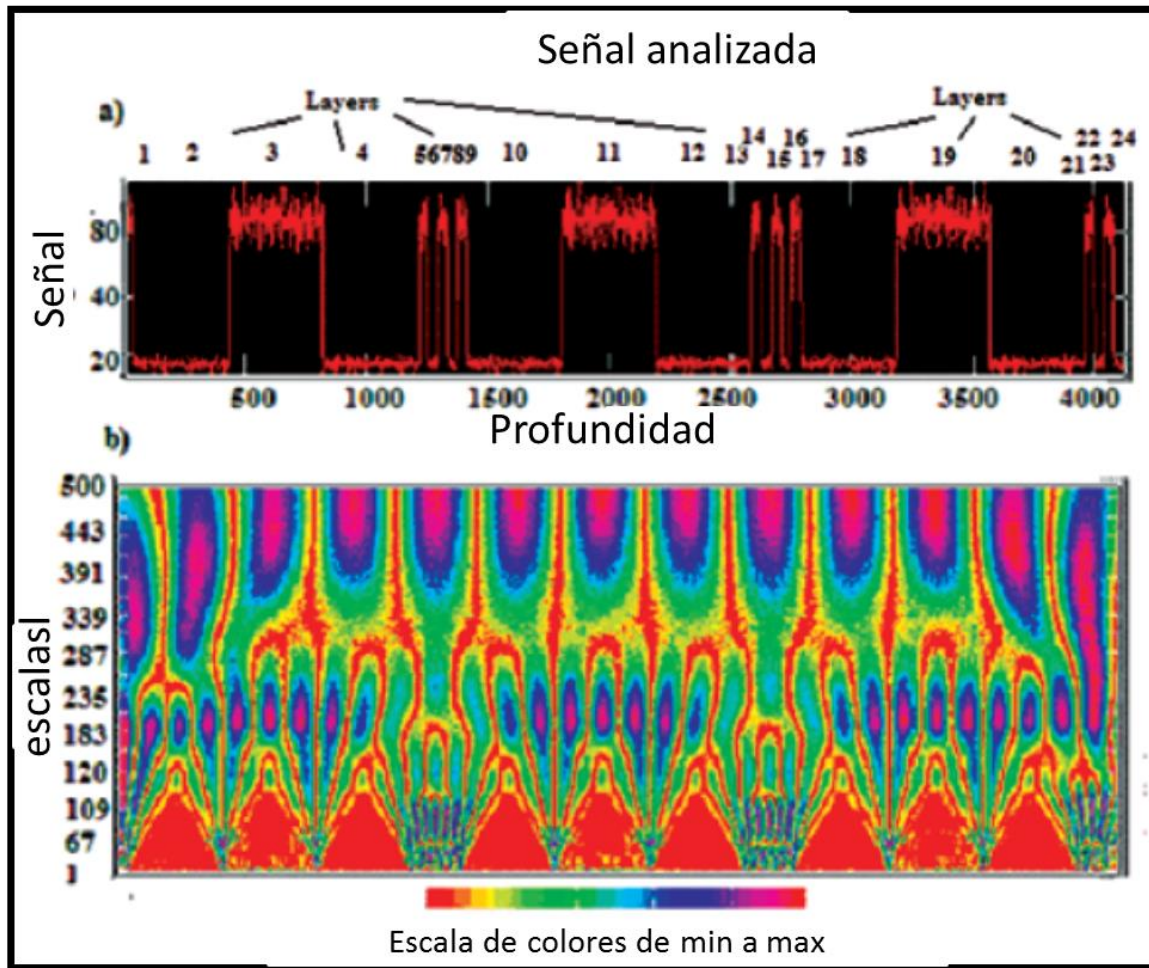 Señal analizada
a)
Layers
Layers
14 16 22 24
1 2 3 4 56789 10 11 12 13 15 17 18 19 20 21 23
Señal
80
40
20
500 1000 1500 2000 2500 3000 3500 4000
Profundidad
b)
escalasl
500
443
391
339
287
235
183
120
109
67
1
Escala de colores de min a max